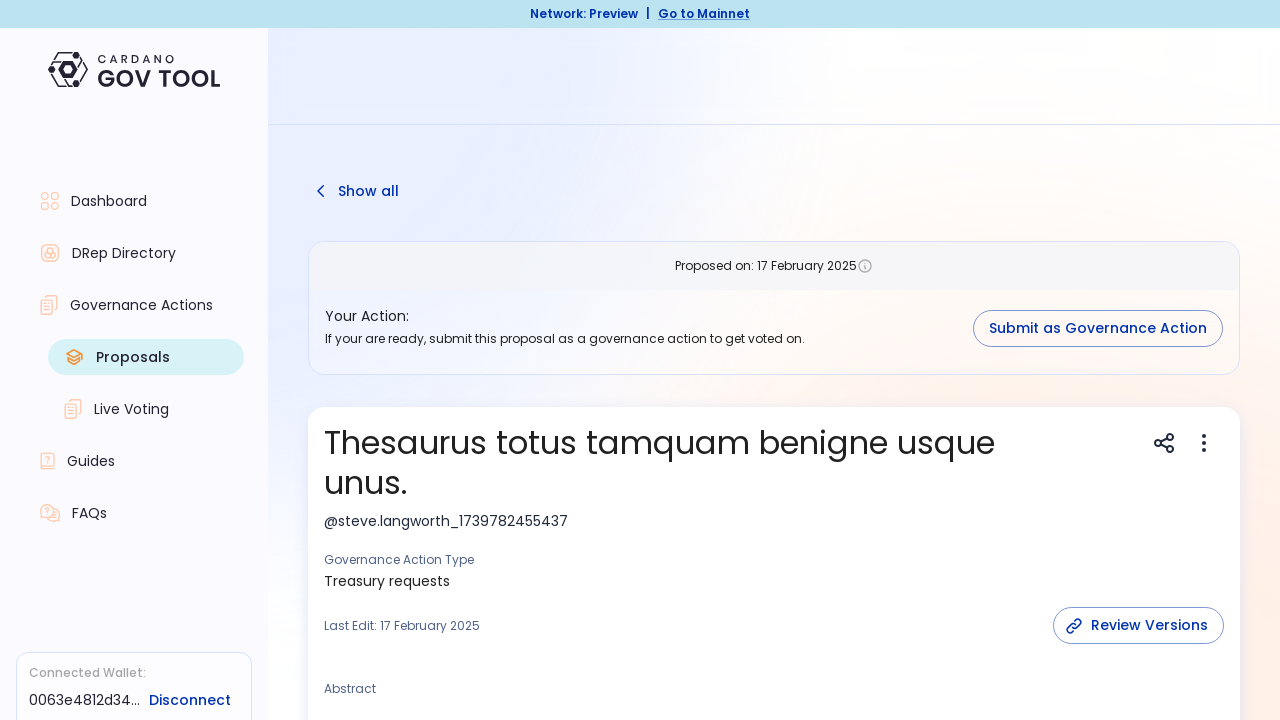 Network: Preview | Go to Mainnet
CARDANO
GOV TOOL
Dashboard
DRep Directory
Governance Actions
Proposals
Live Voting
Guides
FAQs
Connected Wallet:
0063e4812d34... Disconnect
Show all
Proposed on: 17 February 2025
Your Action:
If your are ready, submit this proposal as a governance action to get voted on.
Submit as Governance Action
Thesaurus totus tamquam benigne usque
unus.
@steve.langworth_1739782455437
Governance Action Type
Treasury requests
Last Edit: 17 February 2025
Review Versions
Abstract